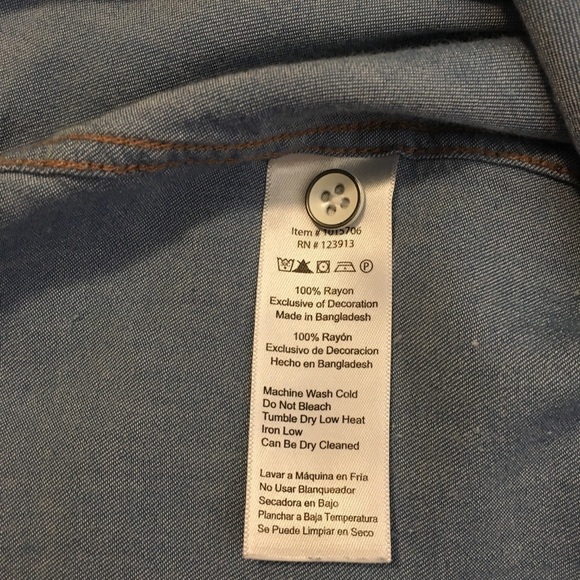 Item # 1015706
RN # 123913
100% Rayon
Exclusive of Decoration
Made in Bangladesh
100% Rayón
Exclusivo de Decoracion
Hecho en Bangladesh
Machine Wash Cold
Do Not Bleach
Tumble Dry Low Heat
Iron Low
Can Be Dry Cleaned
Lavar a Máquina en Fría
No Usar Blanqueador
Secadora en Bajo
Planchar a Baja Temperatura
Se Puede Limpiar en Seco